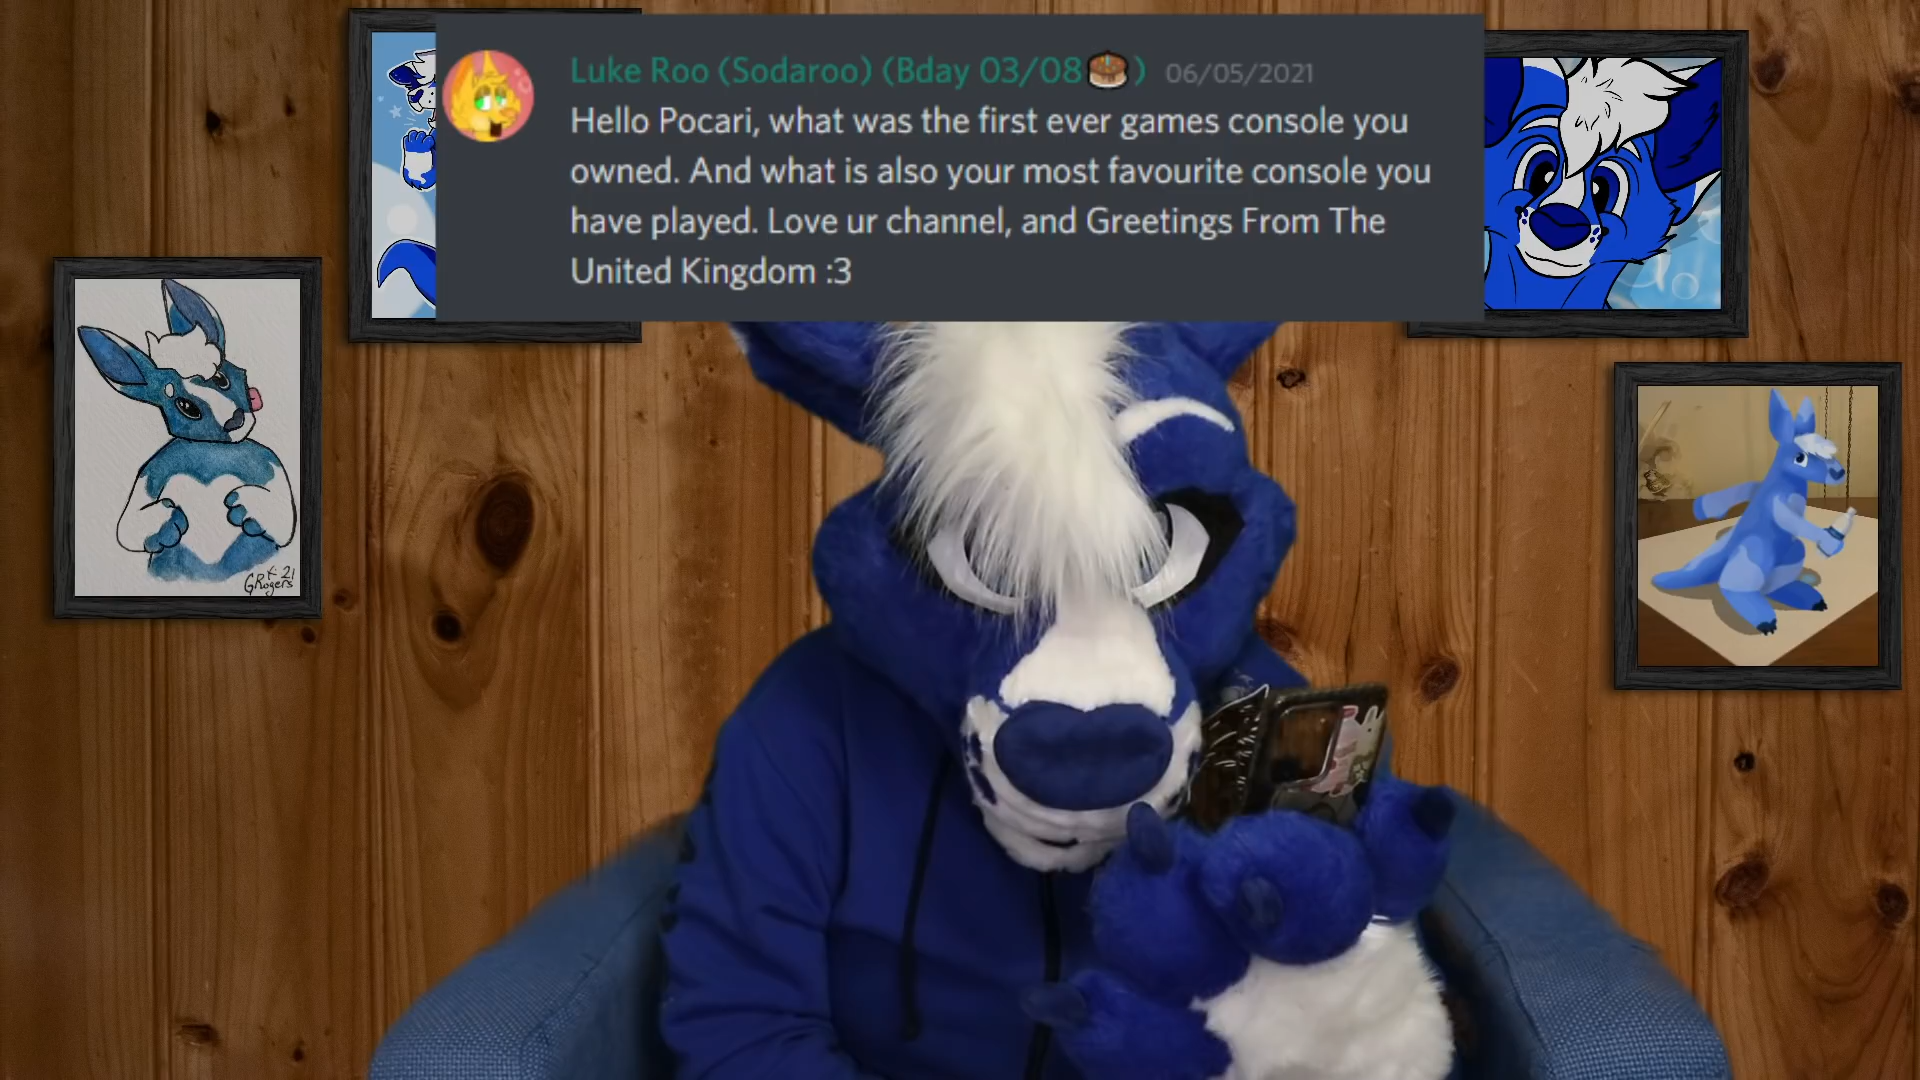 Luke Roo (Sodaroo) (Bday 03/08🎂) 06/05/2021
Hello Pocari, what was the first ever games console you
owned. And what is also your most favourite console you
have played. Love ur channel, and Greetings From The
United Kingdom :3
GRogers 21